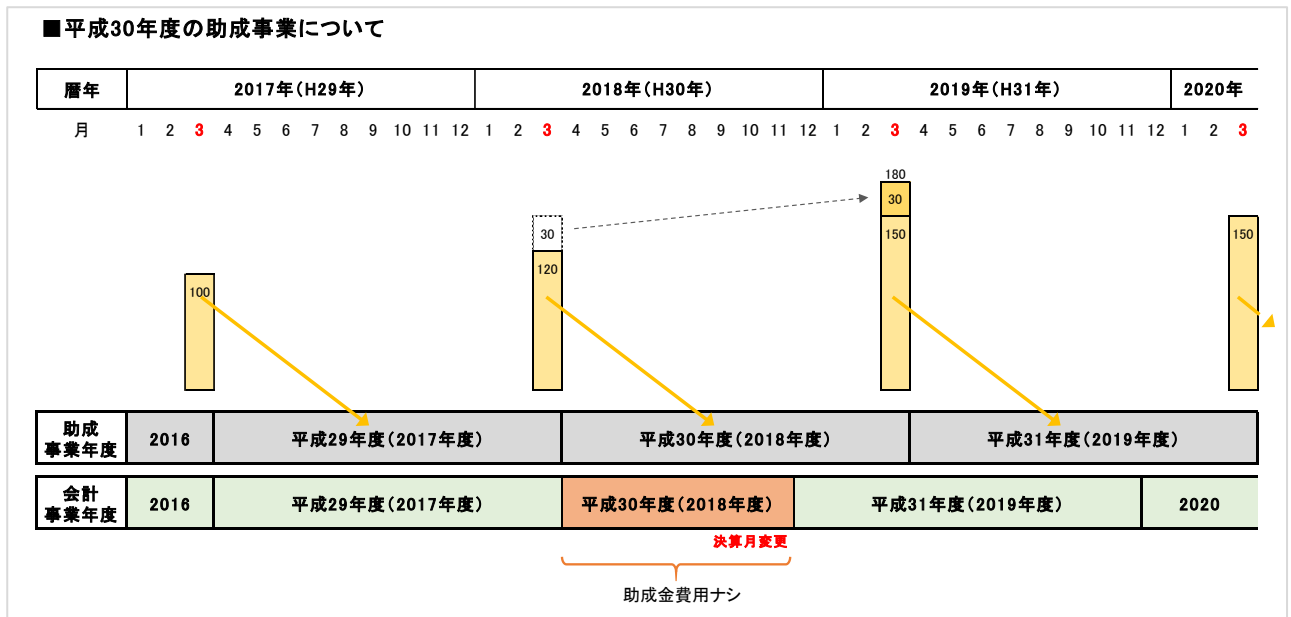 ■平成30年度の助成事業について
暦年 2017年(H29年) 2018年(H30年) 2019年(H31年) 2020年
月 1 2 3 4 5 6 7 8 9 10 11 12 1 2 3 4 5 6 7 8 9 10 11 12 1 2 3 4 5 6 7 8 9 10 11 12 1 2 3
180
30 30
100 120 150 150
助成
事業年度 2016 平成29年度(2017年度) 平成30年度(2018年度) 平成31年度(2019年度)
会計
事業年度 2016 平成29年度(2017年度) 平成30年度(2018年度) 平成31年度(2019年度) 2020
決算月変更
助成金費用ナシ